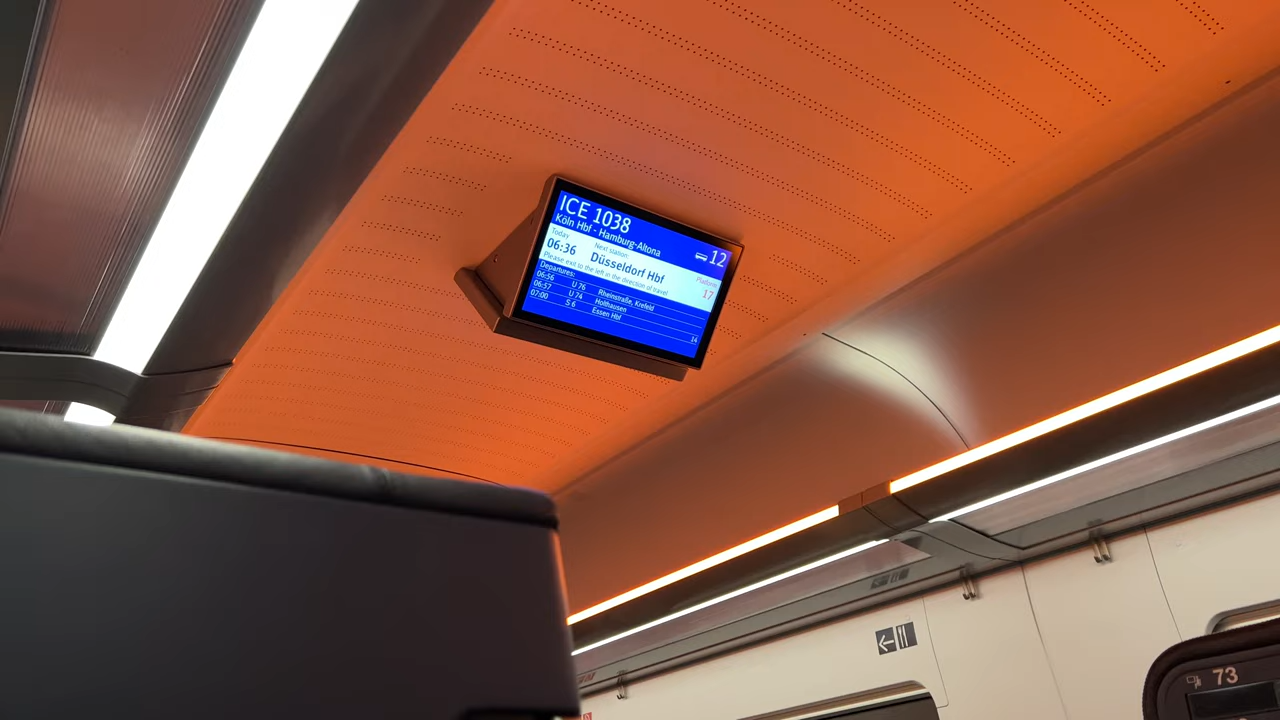 ICE 1038
Köln Hbf - Hamburg-Altona
12
Today
Next station:
Platform
06:36
Düsseldorf Hbf
17
Please exit to the left in the direction of travel
Departures:
06:56 U 76 Rheinstraße, Krefeld
06:57 U 74 Holthausen
07:00 S 6 Essen Hbf 14
73